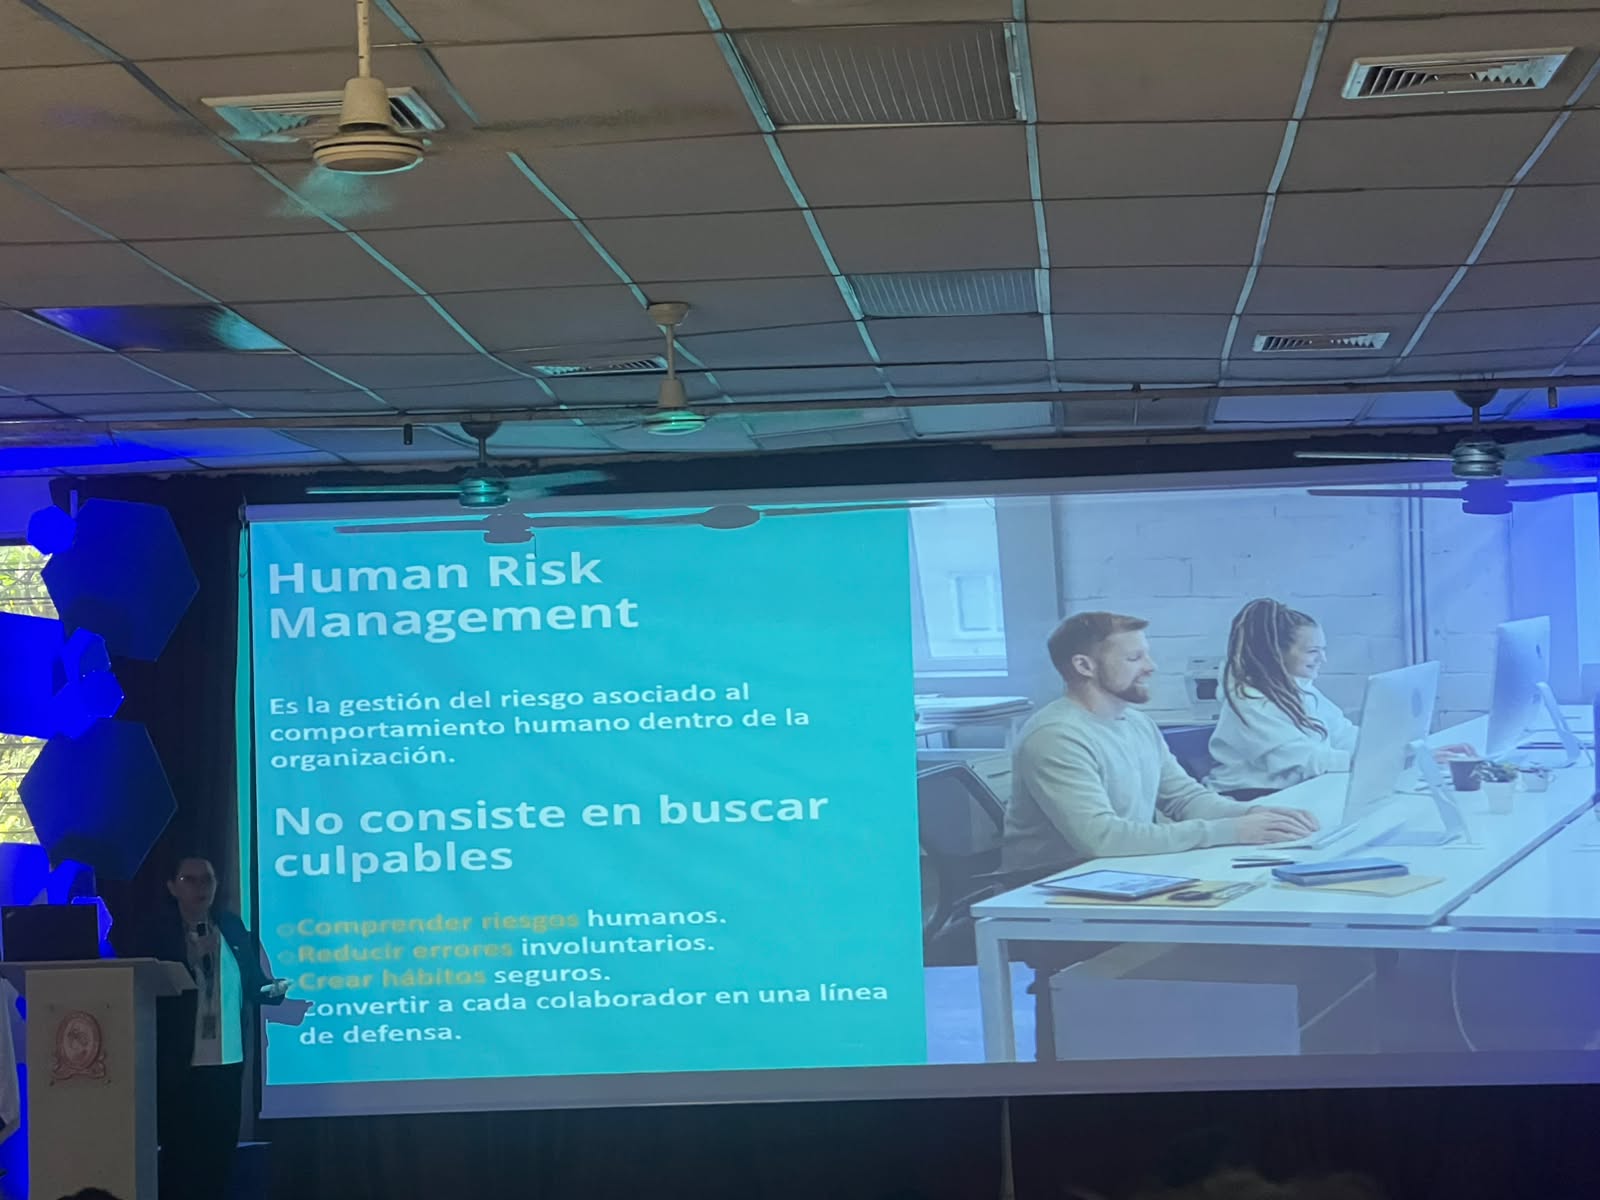 Human Risk
Management
Es la gestión del riesgo asociado al
comportamiento humano dentro de la
organización.
No consiste en buscar
culpables
Comprender riesgos humanos.
Reducir errores involuntarios.
Crear hábitos seguros.
Convertir a cada colaborador en una línea
de defensa.